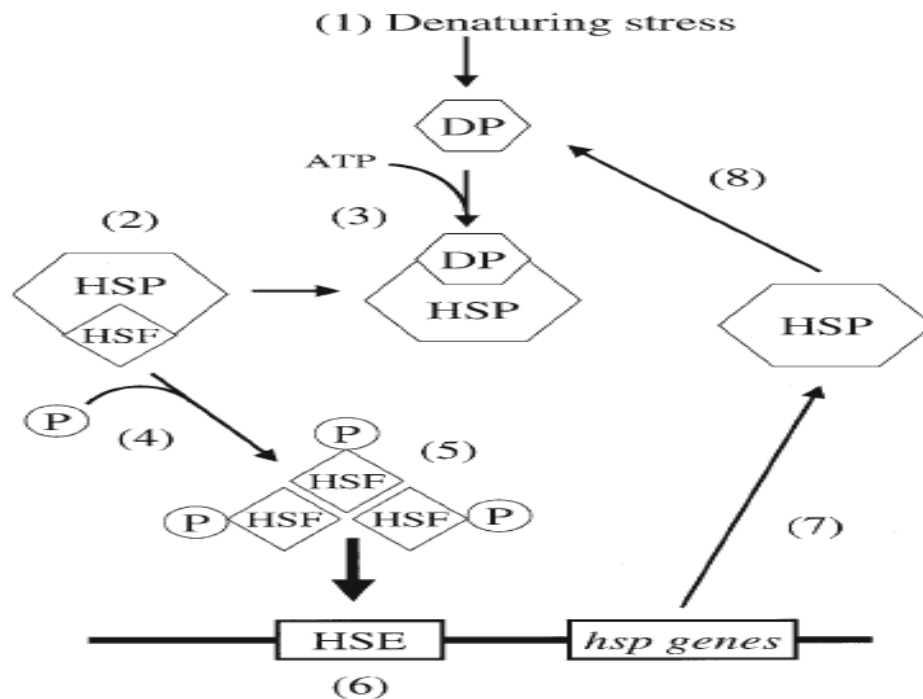 (1) Denaturing stress
DP
ATP
(8)
(2)
(3)
DP
HSP
HSP
HSP
HSF
P
(4)
P
(5)
HSF
P
HSF
HSF
P
(7)
HSE
hsp genes
(6)